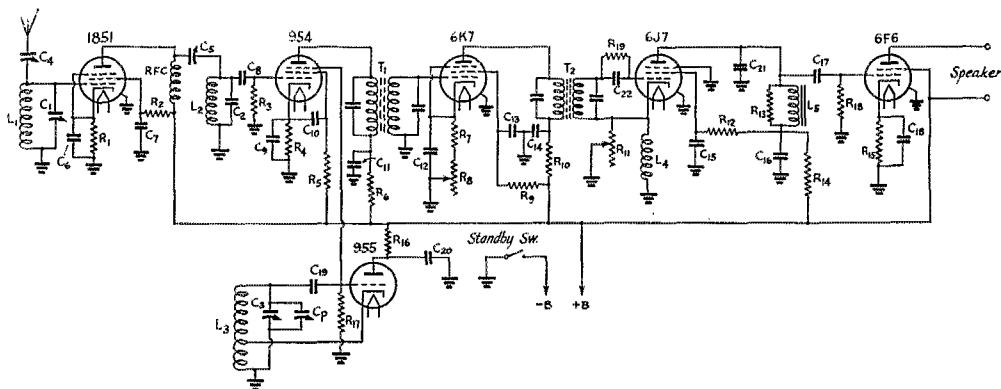 1851
954
6K7
6J7
6F6
C4
RFC
C5
C8
T1
T2
R19
C17
Speaker
L1
C1
R2
L2
C2
R3
C10
C22
C21
R13
L5
R18
C6
R1
C7
C9
R4
C11
C12
R7
C13
C14
R10
R11
L4
R12
C15
C16
R15
C18
R5
R6
R8
R9
R14
955
R16
C20
Standby Sw.
C19
L3
C3
CP
R17
-B
+B